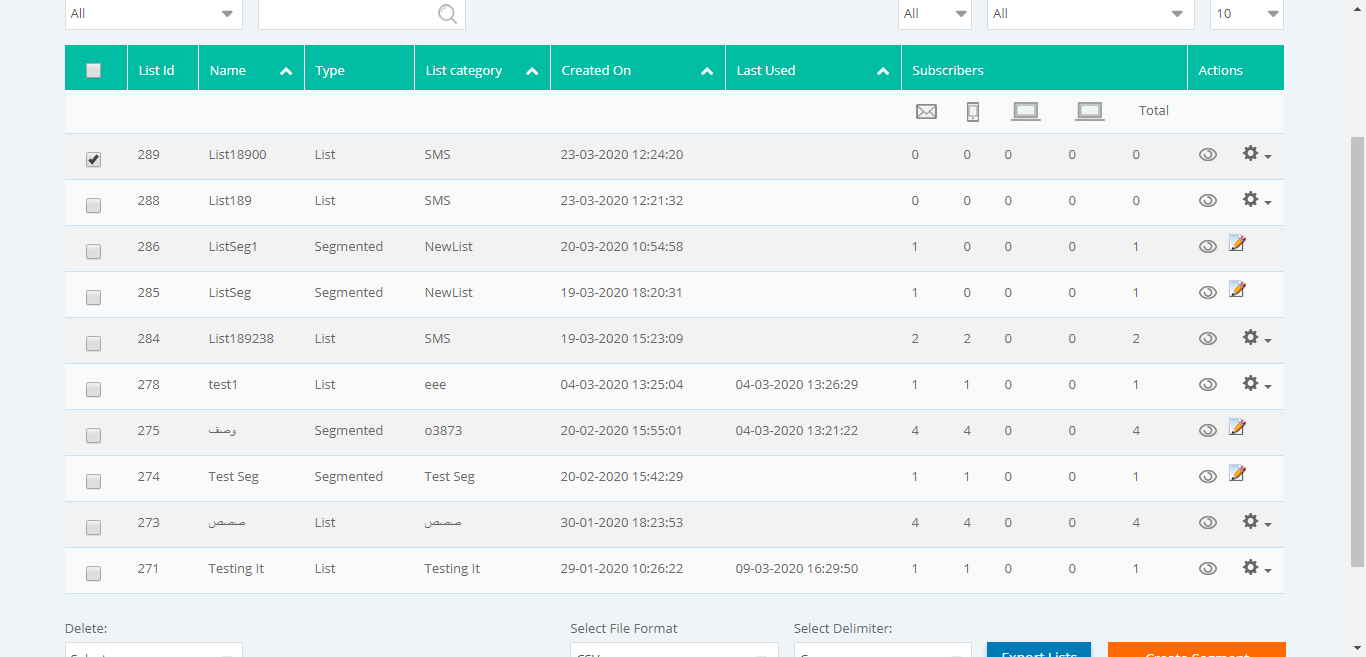 All All All 10
List Id Name Type List category Created On Last Used Subscribers Actions
Total
289 List18900 List SMS 23-03-2020 12:24:20 0 0 0 0 0
288 List189 List SMS 23-03-2020 12:21:32 0 0 0 0 0
286 ListSeg1 Segmented NewList 20-03-2020 10:54:58 1 0 0 0 1
285 ListSeg Segmented NewList 19-03-2020 18:20:31 1 0 0 0 1
284 List189238 List SMS 19-03-2020 15:23:09 2 2 0 0 2
278 test1 List eee 04-03-2020 13:25:04 04-03-2020 13:26:29 1 1 0 0 1
275 وصف Segmented o3873 20-02-2020 15:55:01 04-03-2020 13:21:22 4 4 0 0 4
274 Test Seg Segmented Test Seg 20-02-2020 15:42:29 1 1 0 0 1
273 صصص List صصص 30-01-2020 18:23:53 4 4 0 0 4
271 Testing It List Testing It 29-01-2020 10:26:22 09-03-2020 16:29:50 1 1 0 0 1
Delete: Select File Format Select Delimiter:
Export Lists Create Segment